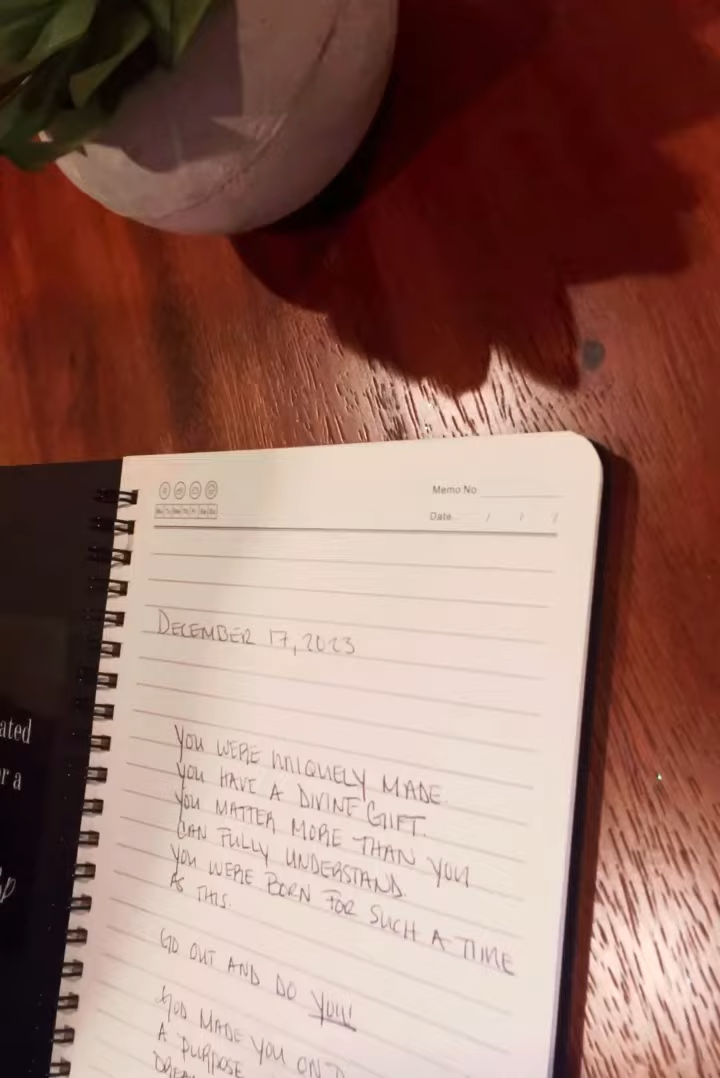 Memo No.
Date / / /
DECEMBER 17, 2023
YOU WERE UNIQUELY MADE.
YOU HAVE A DIVINE GIFT.
YOU MATTER MORE THAN YOU
CAN FULLY UNDERSTAND.
YOU WERE BORN FOR SUCH A TIME
AS THIS.
GO OUT AND DO YOU!
GOD MADE YOU ON
A PURPOSE
ated
r a